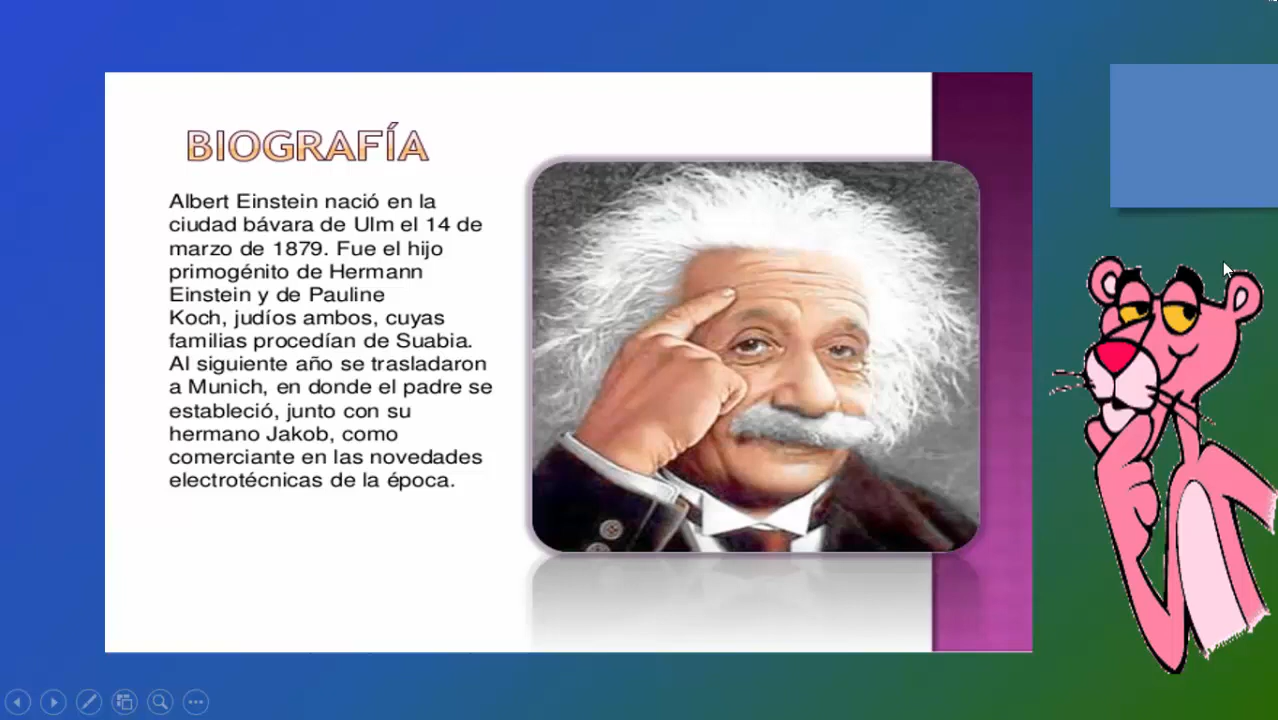 BIOGRAFÍA
Albert Einstein nació en la
ciudad bávara de Ulm el 14 de
marzo de 1879. Fue el hijo
primogénito de Hermann
Einstein y de Pauline
Koch, judíos ambos, cuyas
familias procedían de Suabia.
Al siguiente año se trasladaron
a Munich, en donde el padre se
estableció, junto con su
hermano Jakob, como
comerciante en las novedades
electrotécnicas de la época.